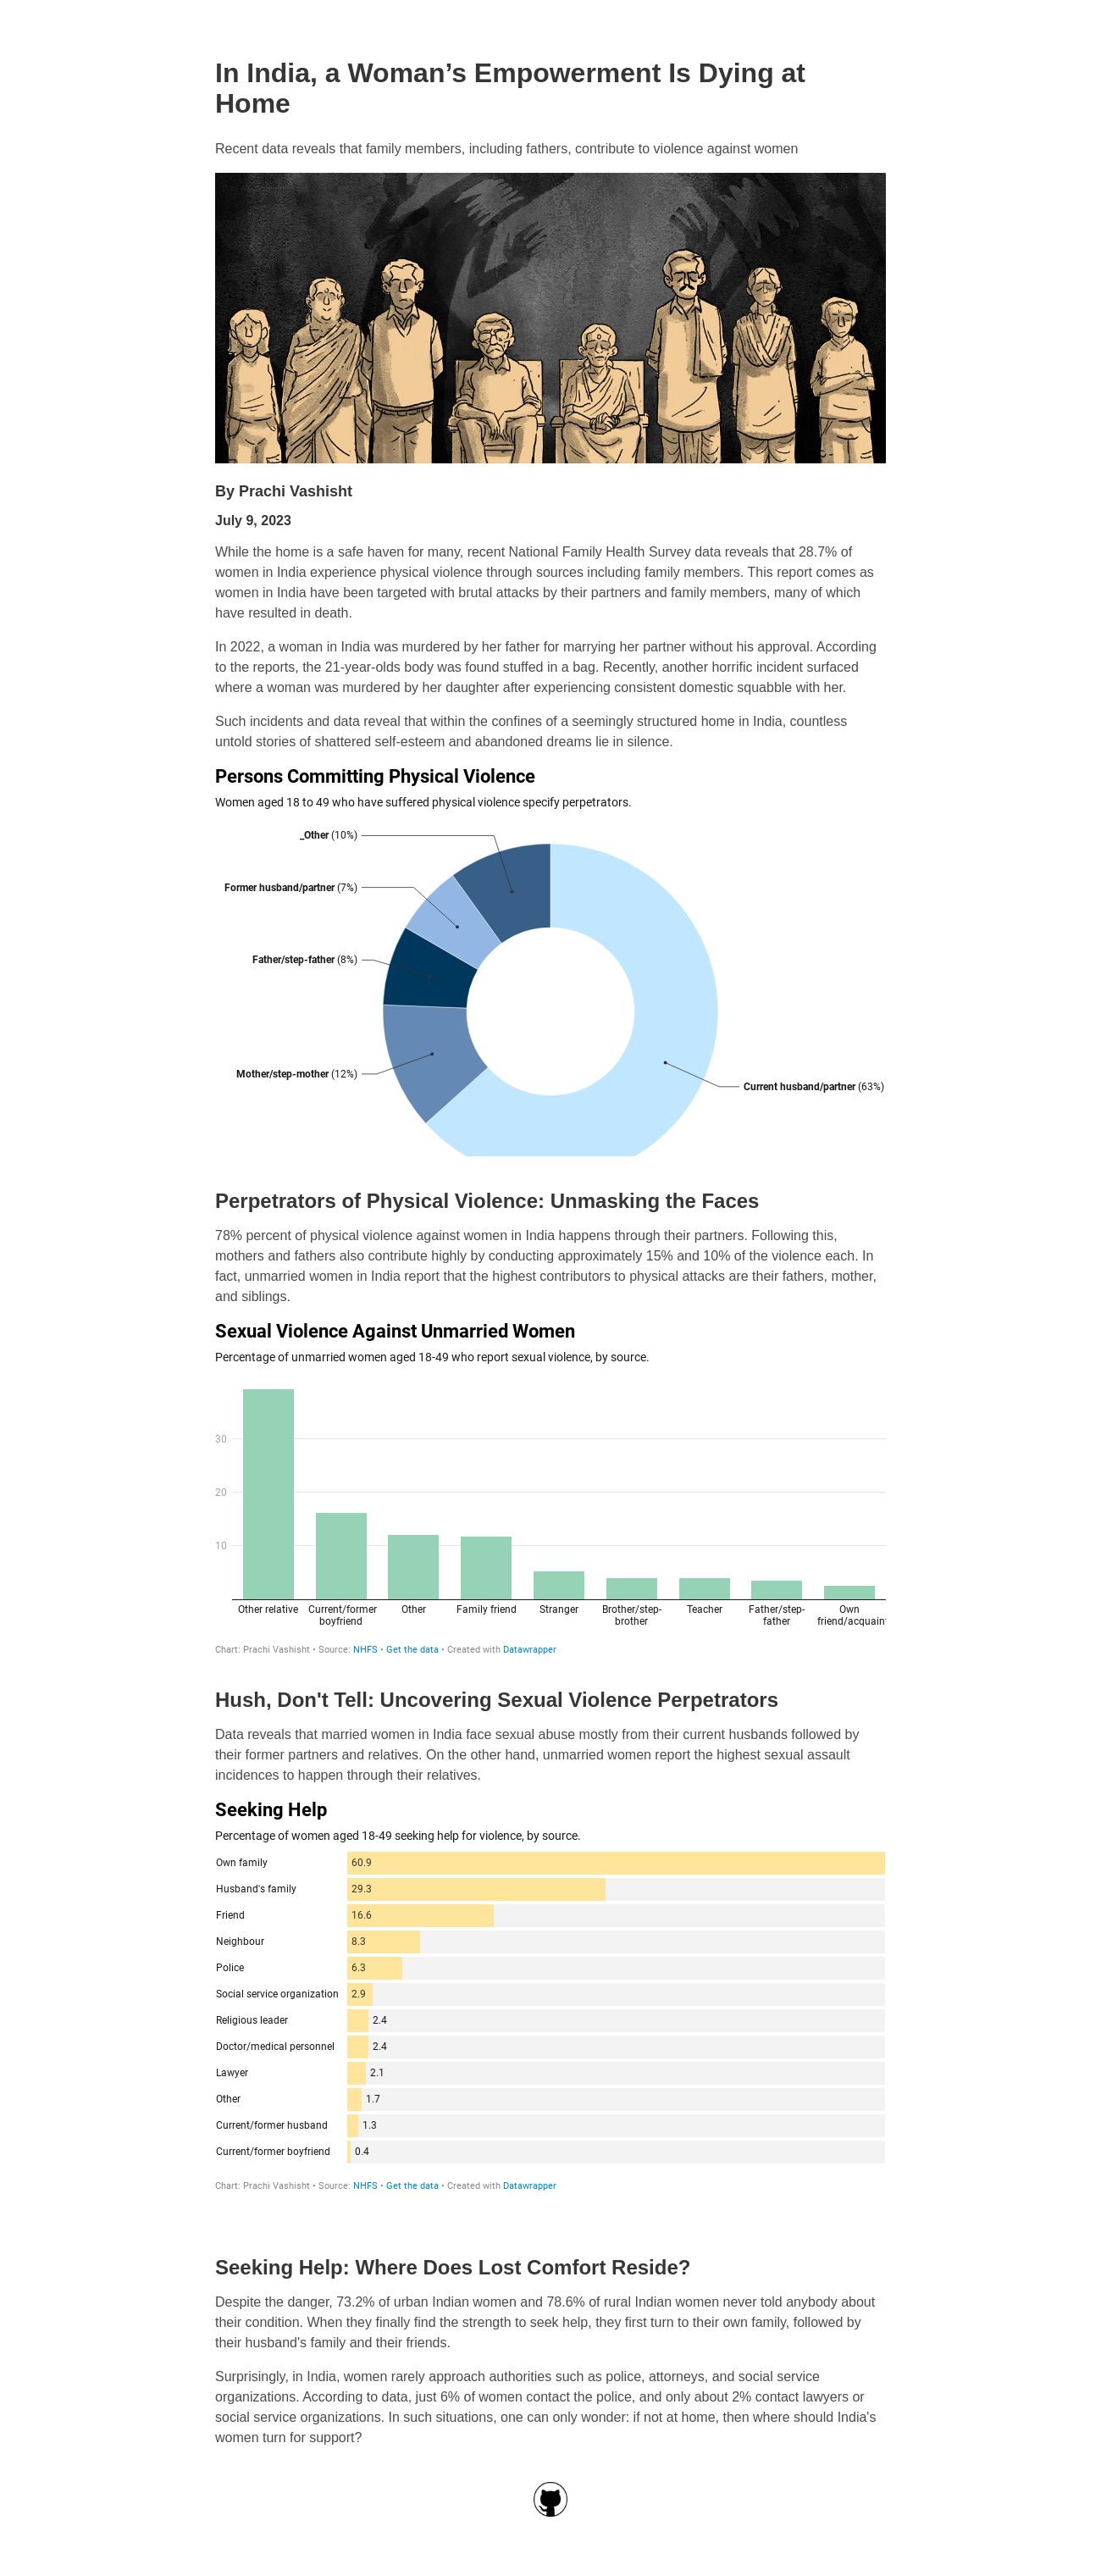 In India, a Woman’s Empowerment Is Dying at
Home
Recent data reveals that family members, including fathers, contribute to violence against women
By Prachi Vashisht
July 9, 2023
While the home is a safe haven for many, recent National Family Health Survey data reveals that 28.7% of
women in India experience physical violence through sources including family members. This report comes as
women in India have been targeted with brutal attacks by their partners and family members, many of which
have resulted in death.
In 2022, a woman in India was murdered by her father for marrying her partner without his approval. According
to the reports, the 21-year-olds body was found stuffed in a bag. Recently, another horrific incident surfaced
where a woman was murdered by her daughter after experiencing consistent domestic squabble with her.
Such incidents and data reveal that within the confines of a seemingly structured home in India, countless
untold stories of shattered self-esteem and abandoned dreams lie in silence.
Persons Committing Physical Violence
Women aged 18 to 49 who have suffered physical violence specify perpetrators.
_Other (10%)
Former husband/partner (7%)
Father/step-father (8%)
Mother/step-mother (12%)
Current husband/partner (63%)
Perpetrators of Physical Violence: Unmasking the Faces
78% percent of physical violence against women in India happens through their partners. Following this,
mothers and fathers also contribute highly by conducting approximately 15% and 10% of the violence each. In
fact, unmarried women in India report that the highest contributors to physical attacks are their fathers, mother,
and siblings.
Sexual Violence Against Unmarried Women
Percentage of unmarried women aged 18-49 who report sexual violence, by source.
30
20
10
Other relative
Current/former
boyfriend
Other
Family friend
Stranger
Brother/step-
brother
Teacher
Father/step-
father
Own
friend/acquain
Chart: Prachi Vashisht • Source: NHFS • Get the data • Created with Datawrapper
Hush, Don't Tell: Uncovering Sexual Violence Perpetrators
Data reveals that married women in India face sexual abuse mostly from their current husbands followed by
their former partners and relatives. On the other hand, unmarried women report the highest sexual assault
incidences to happen through their relatives.
Seeking Help
Percentage of women aged 18-49 seeking help for violence, by source.
Own family 60.9
Husband's family 29.3
Friend 16.6
Neighbour 8.3
Police 6.3
Social service organization 2.9
Religious leader 2.4
Doctor/medical personnel 2.4
Lawyer 2.1
Other 1.7
Current/former husband 1.3
Current/former boyfriend 0.4
Chart: Prachi Vashisht • Source: NHFS • Get the data • Created with Datawrapper
Seeking Help: Where Does Lost Comfort Reside?
Despite the danger, 73.2% of urban Indian women and 78.6% of rural Indian women never told anybody about
their condition. When they finally find the strength to seek help, they first turn to their own family, followed by
their husband's family and their friends.
Surprisingly, in India, women rarely approach authorities such as police, attorneys, and social service
organizations. According to data, just 6% of women contact the police, and only about 2% contact lawyers or
social service organizations. In such situations, one can only wonder: if not at home, then where should India's
women turn for support?